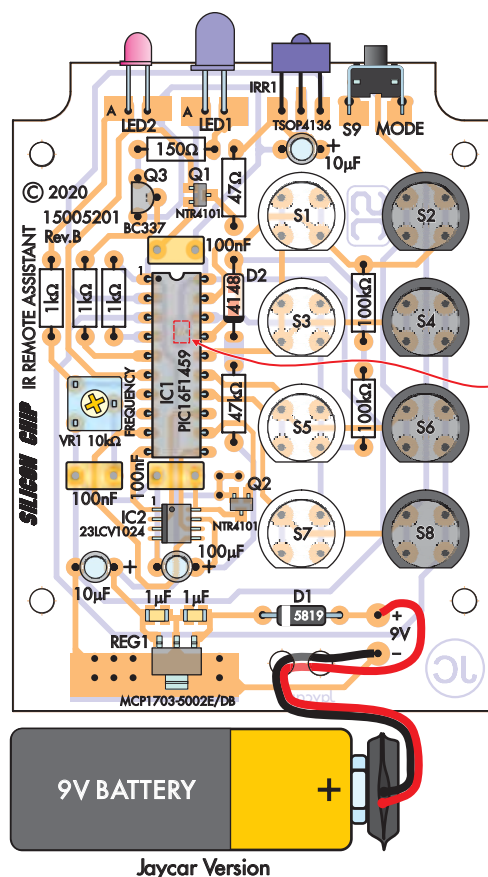 IRR1
A
LED2
A
LED1
TSOP4136
S9
MODE
150Ω
47Ω
+
10µF
Q3
Q1
BC337
NTR4101
© 2020
15005201
Rev.B
IR REMOTE ASSISTANT
SILICON CHIP
S1
S2
100nF
1kΩ
1kΩ
1kΩ
1
D2
4148
S3
100kΩ
S4
IC1
PIC16F1459
FREQUENCY
VR1 10kΩ
47kΩ
100kΩ
S5
S6
100nF
100nF
Q2
1
IC2
23LCV1024
NTR4101
S7
S8
+
10µF
+
100µF
1µF
1µF
D1
5819
+
9V
–
REG1
MCP1703-5002E/DB
JC
Jaycar
SC
9V BATTERY
+
Jaycar Version